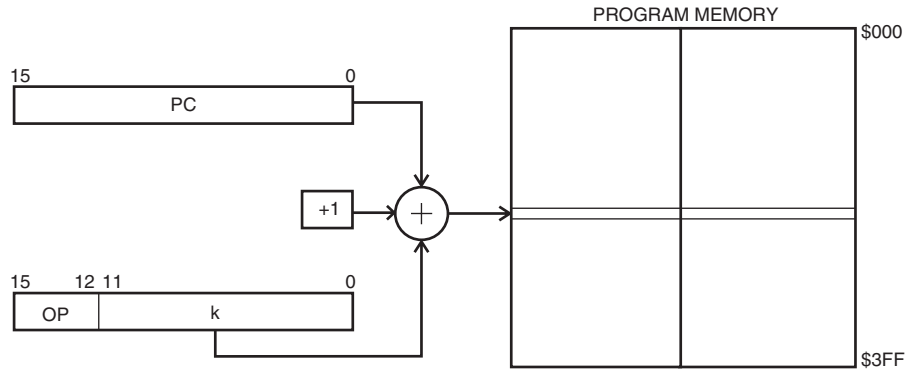 PROGRAM MEMORY
$000
15 0
PC
+1
+
15 12 11 0
OP k
$3FF